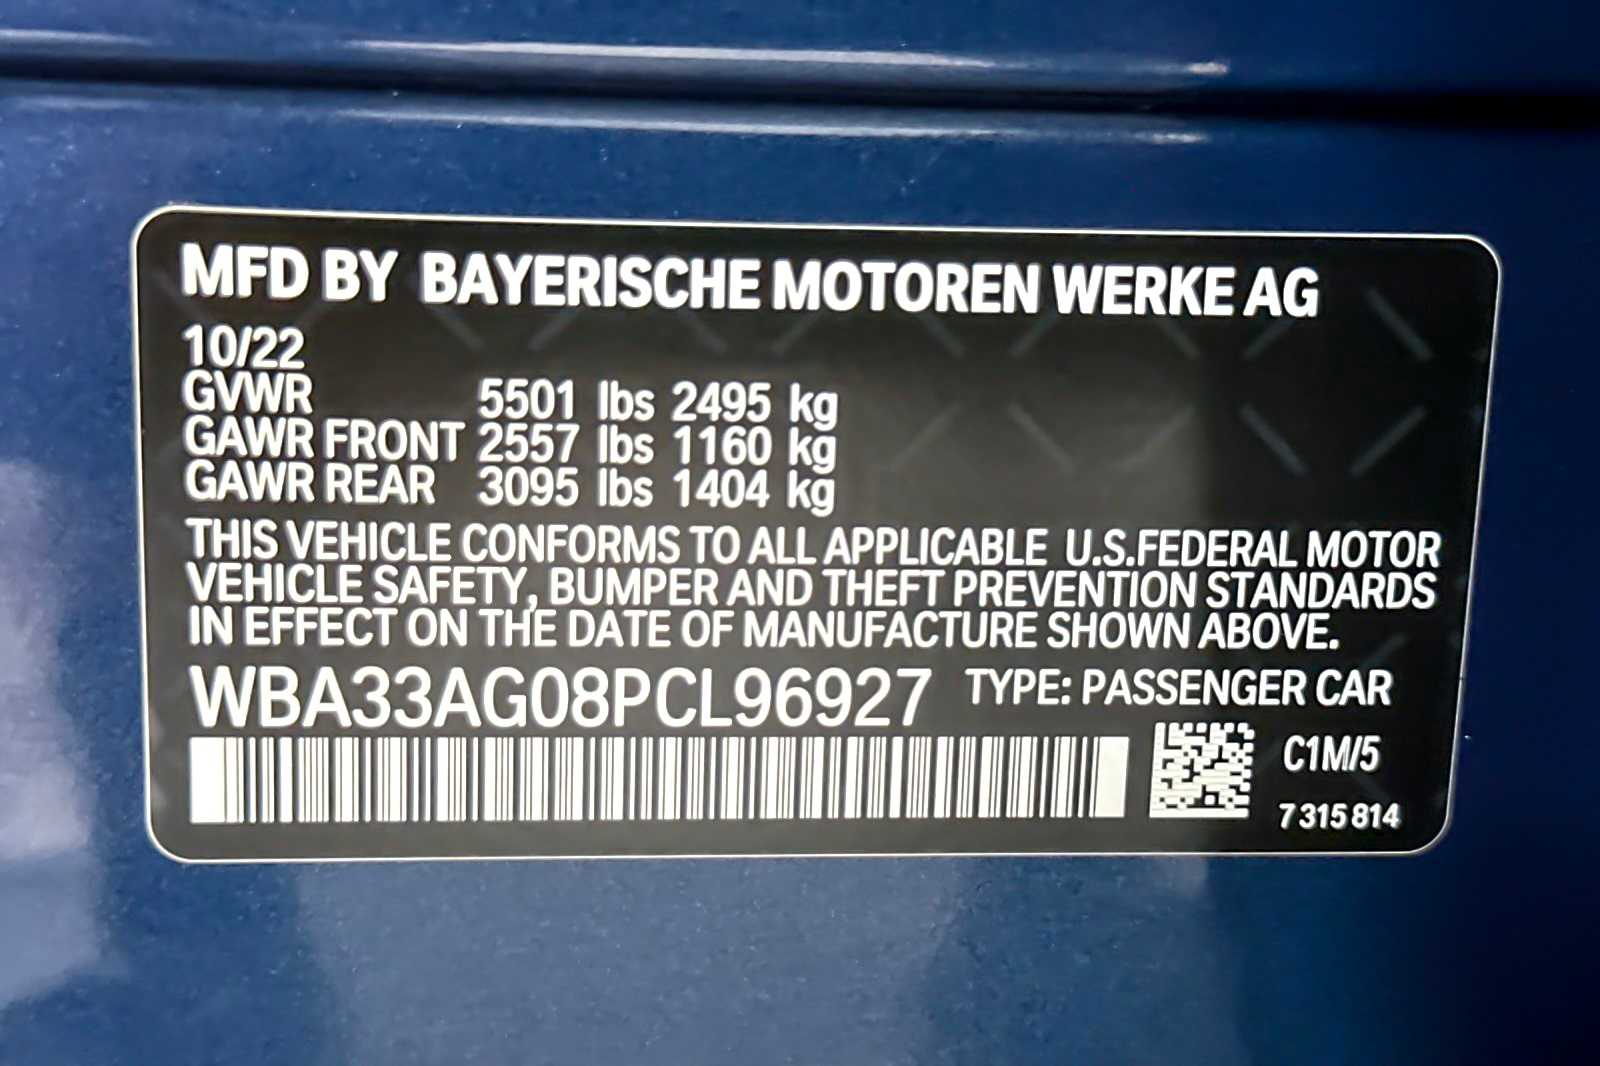 MFD BY BAYERISCHE MOTOREN WERKE AG
10/22
GVWR 5501 lbs 2495 kg
GAWR FRONT 2557 lbs 1160 kg
GAWR REAR 3095 lbs 1404 kg
THIS VEHICLE CONFORMS TO ALL APPLICABLE U.S.FEDERAL MOTOR
VEHICLE SAFETY, BUMPER AND THEFT PREVENTION STANDARDS
IN EFFECT ON THE DATE OF MANUFACTURE SHOWN ABOVE.
WBA33AG08PCL96927 TYPE: PASSENGER CAR
C1M/5
7 315 814